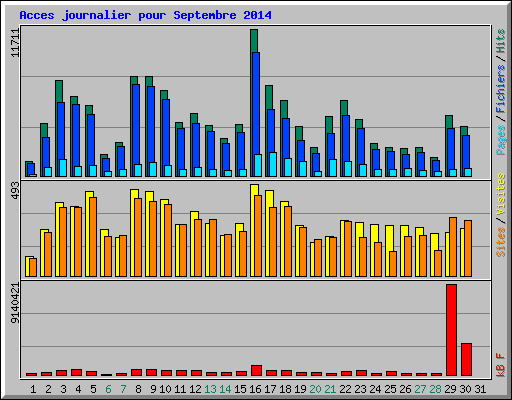 Acces journalier pour Septembre 2014
11711
493
9140421
Pages / Fichiers / Hits
Sites / Visites
kB F
1 2 3 4 5 6 7 8 9 10 11 12 13 14 15 16 17 18 19 20 21 22 23 24 25 26 27 28 29 30 31